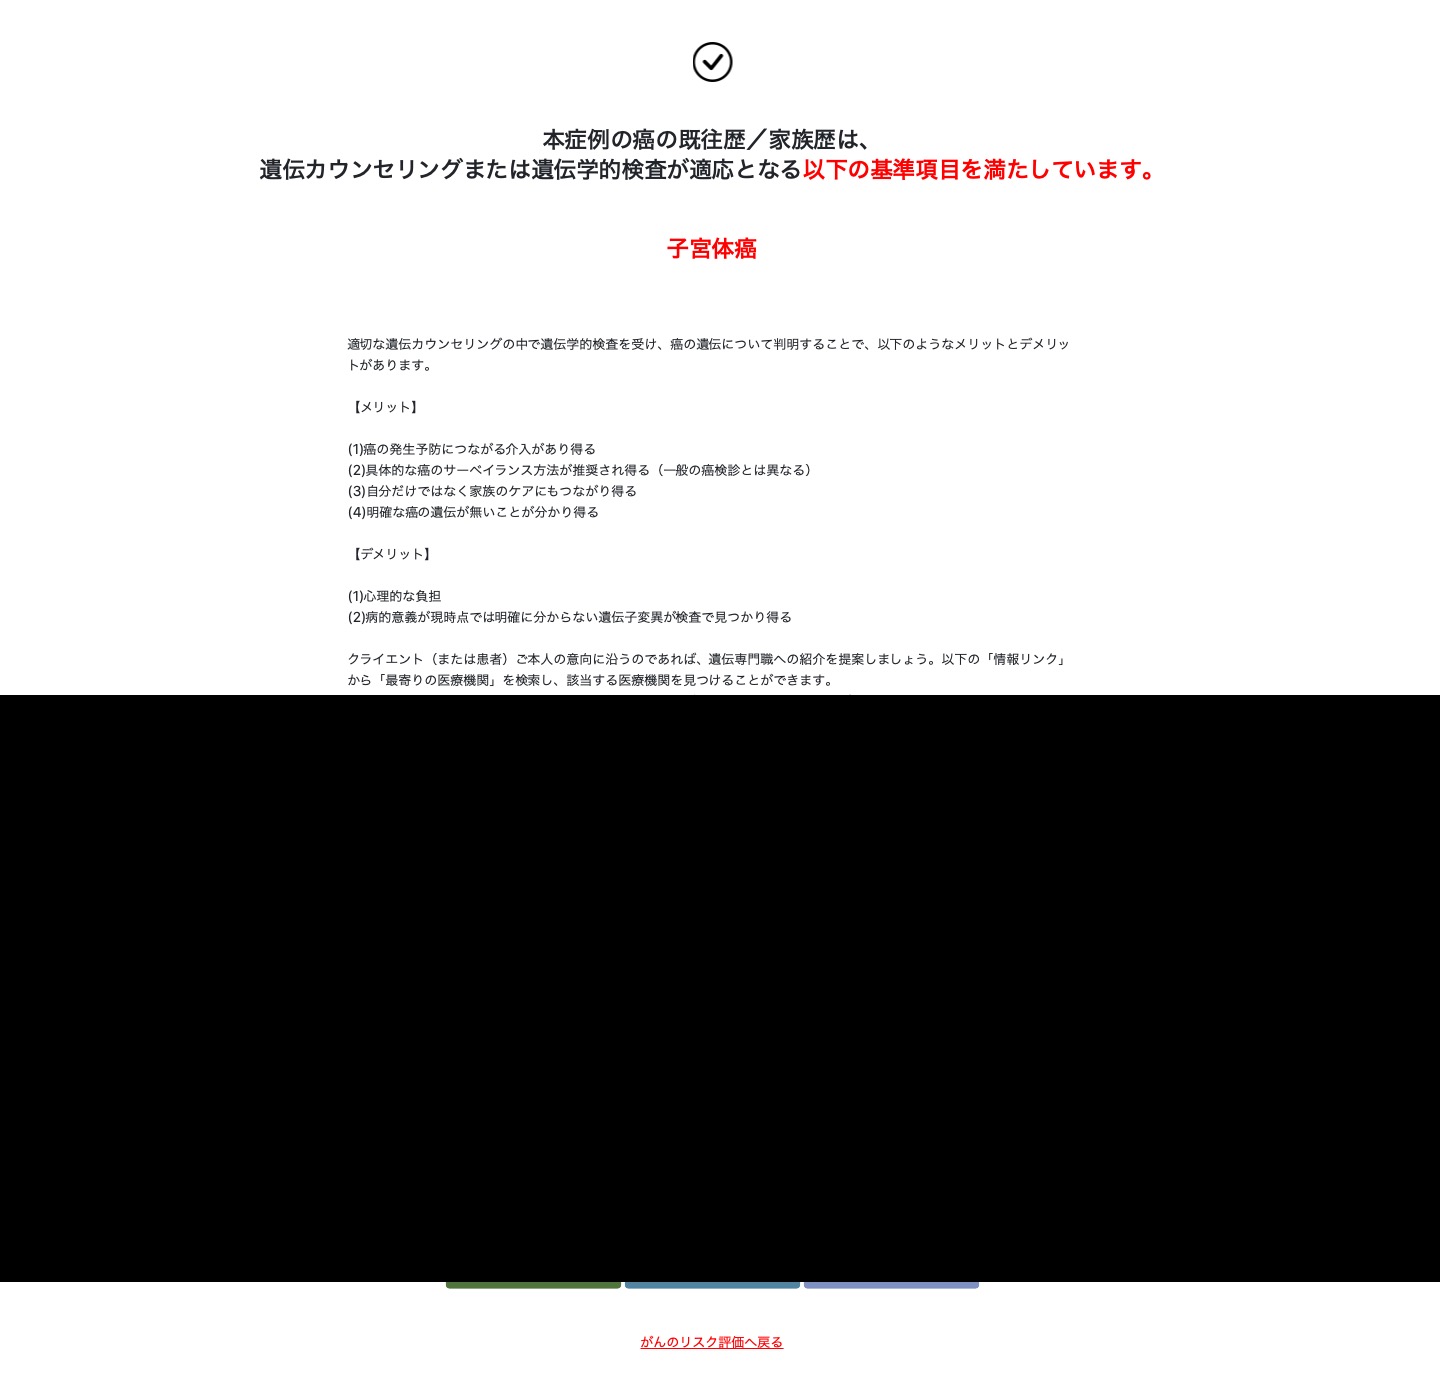 本症例の癌の既往歴／家族歴は、
遺伝カウンセリングまたは遺伝学的検査が適応となる以下の基準項目を満たしています。
子宮体癌
適切な遺伝カウンセリングの中で遺伝学的検査を受け、癌の遺伝について判明することで、以下のようなメリットとデメリッ
トがあります。
【メリット】
(1)癌の発生予防につながる介入があり得る
(2)具体的な癌のサーベイランス方法が推奨され得る（一般の癌検診とは異なる）
(3)自分だけではなく家族のケアにもつながり得る
(4)明確な癌の遺伝が無いことが分かり得る
【デメリット】
(1)心理的な負担
(2)病的意義が現時点では明確に分からない遺伝子変異が検査で見つかり得る
クライエント（または患者）ご本人の意向に沿うのであれば、遺伝専門職への紹介を提案しましょう。以下の「情報リンク」
から「最寄りの医療機関」を検索し、該当する医療機関を見つけることができます。
がんのリスク評価へ戻る